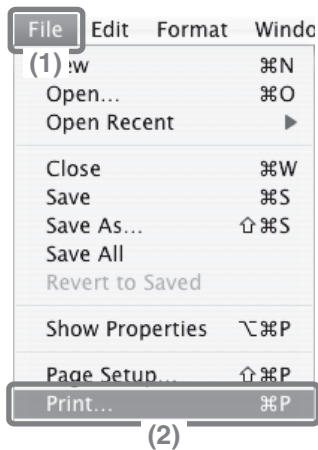 File Edit Format Windo
(1) ew ⌘N
Open... ⌘O
Open Recent ▶
Close ⌘W
Save ⌘S
Save As... ⇧⌘S
Save All
Revert to Saved
Show Properties ⌥⌘P
Page Setup... ⇧⌘P
Print... ⌘P
(2)